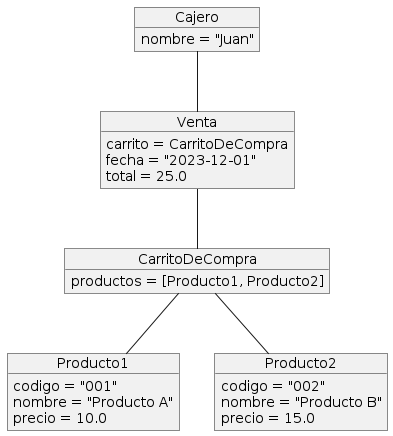 Cajero
nombre = "Juan"
Venta
carrito = CarritoDeCompra
fecha = "2023-12-01"
total = 25.0
CarritoDeCompra
productos = [Producto1, Producto2]
Producto1
codigo = "001"
nombre = "Producto A"
precio = 10.0
Producto2
codigo = "002"
nombre = "Producto B"
precio = 15.0